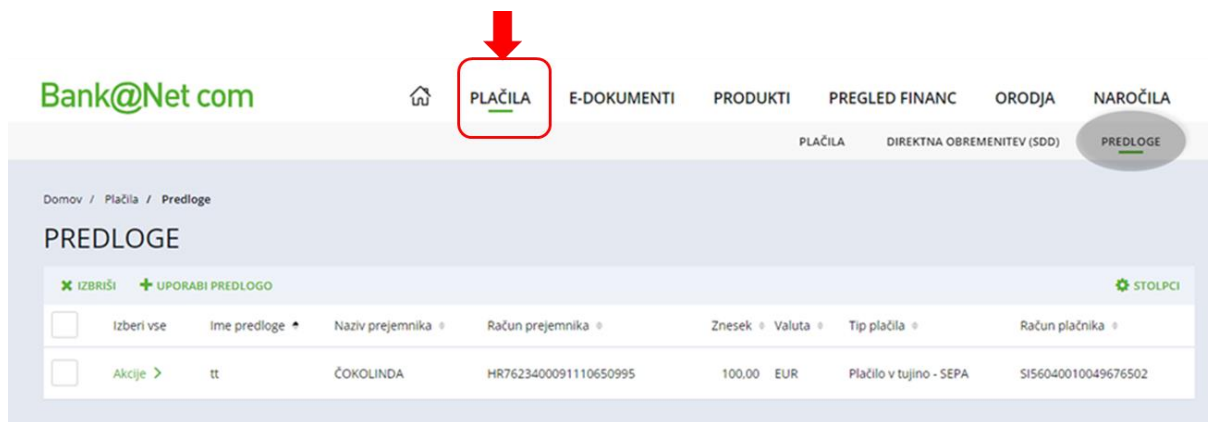 Bank@Net com
PLAČILA E-DOKUMENTI PRODUKTI PREGLED FINANC ORODJA NAROČILA
PLAČILA DIREKTNA OBREMENITEV (SDD) PREDLOGE
Domov / Plačila / Predloge
PREDLOGE
IZBRIŠI UPORABI PREDLOGO STOLPCI
Izberi vse Ime predloge Naziv prejemnika Račun prejemnika Znesek Valuta Tip plačila Račun plačnika
Akcije tt ČOKOLINDA HR7623400091110650995 100,00 EUR Plačilo v tujino - SEPA SI56040010049676502